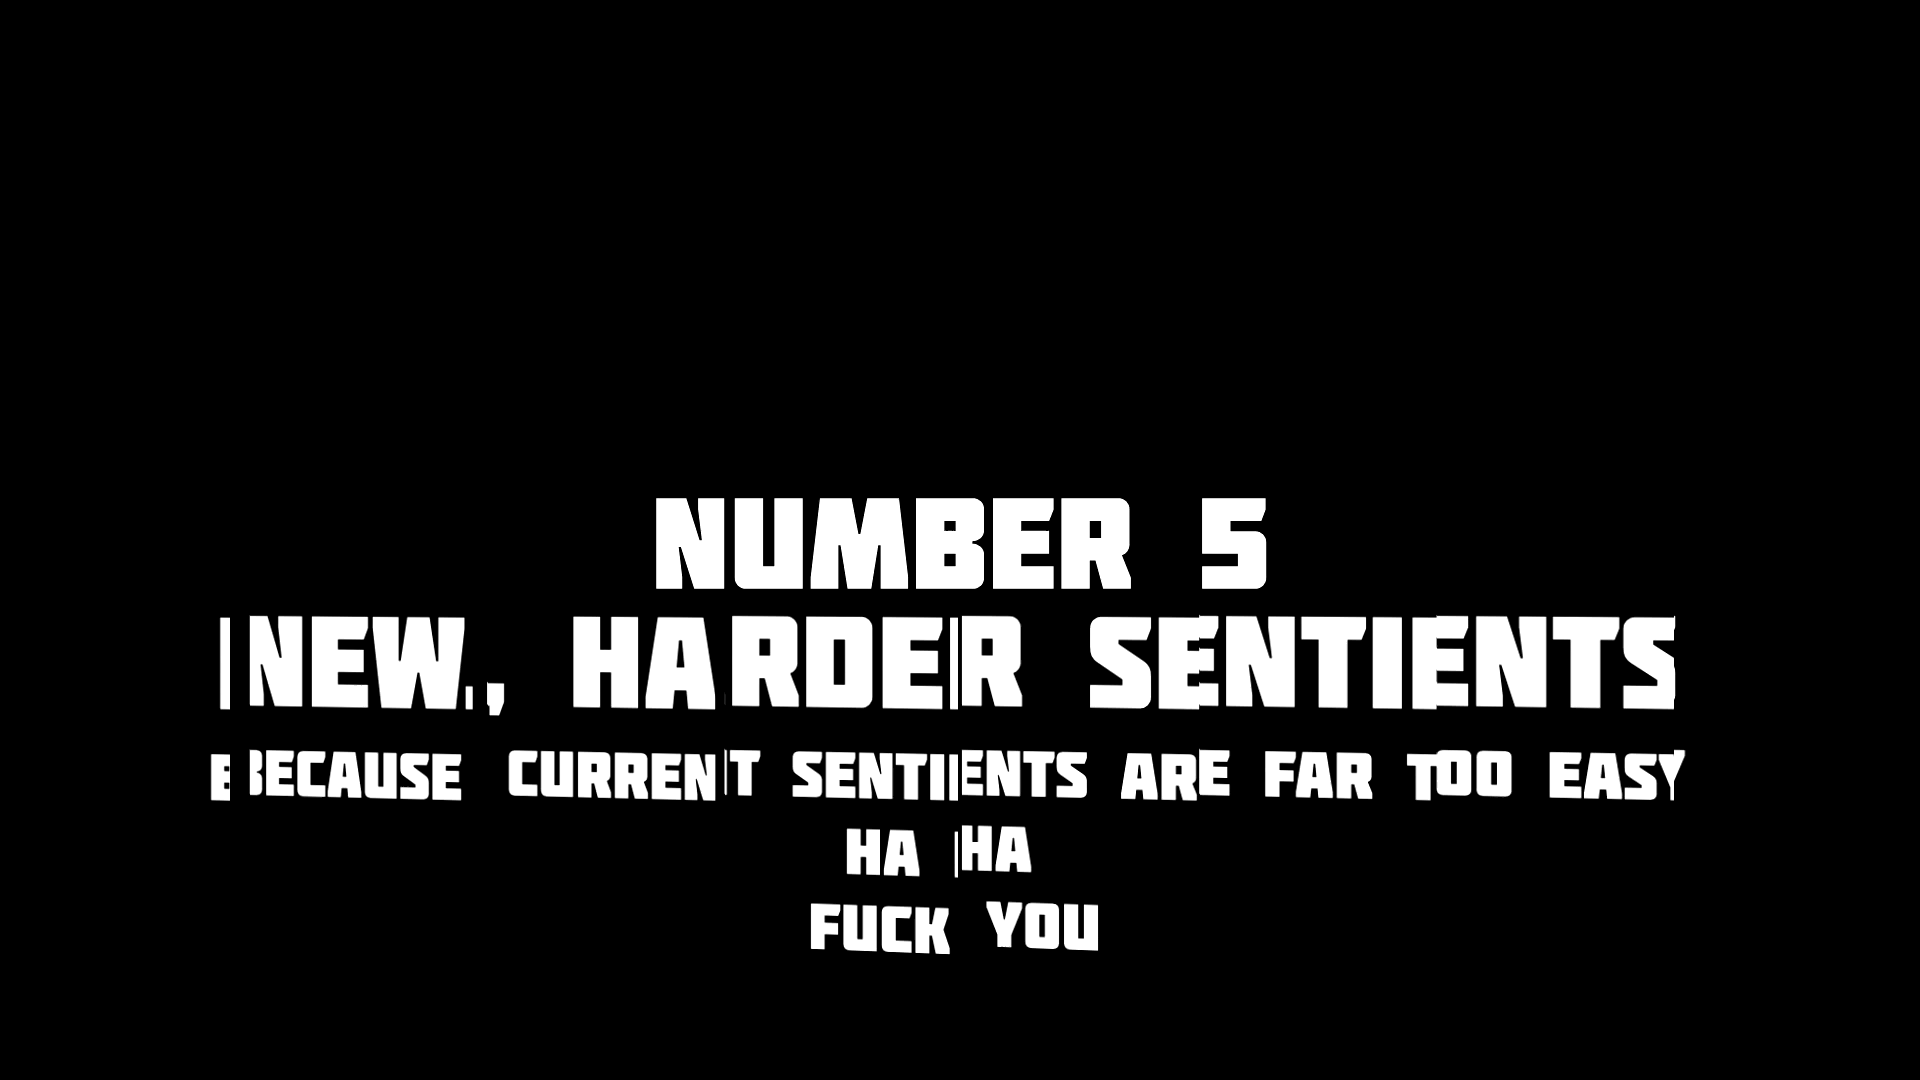 NUMBER 5
NEW, HARDER SENTIENTS
BECAUSE CURRENT SENTIENTS ARE FAR TOO EASY
HA HA
FUCK YOU